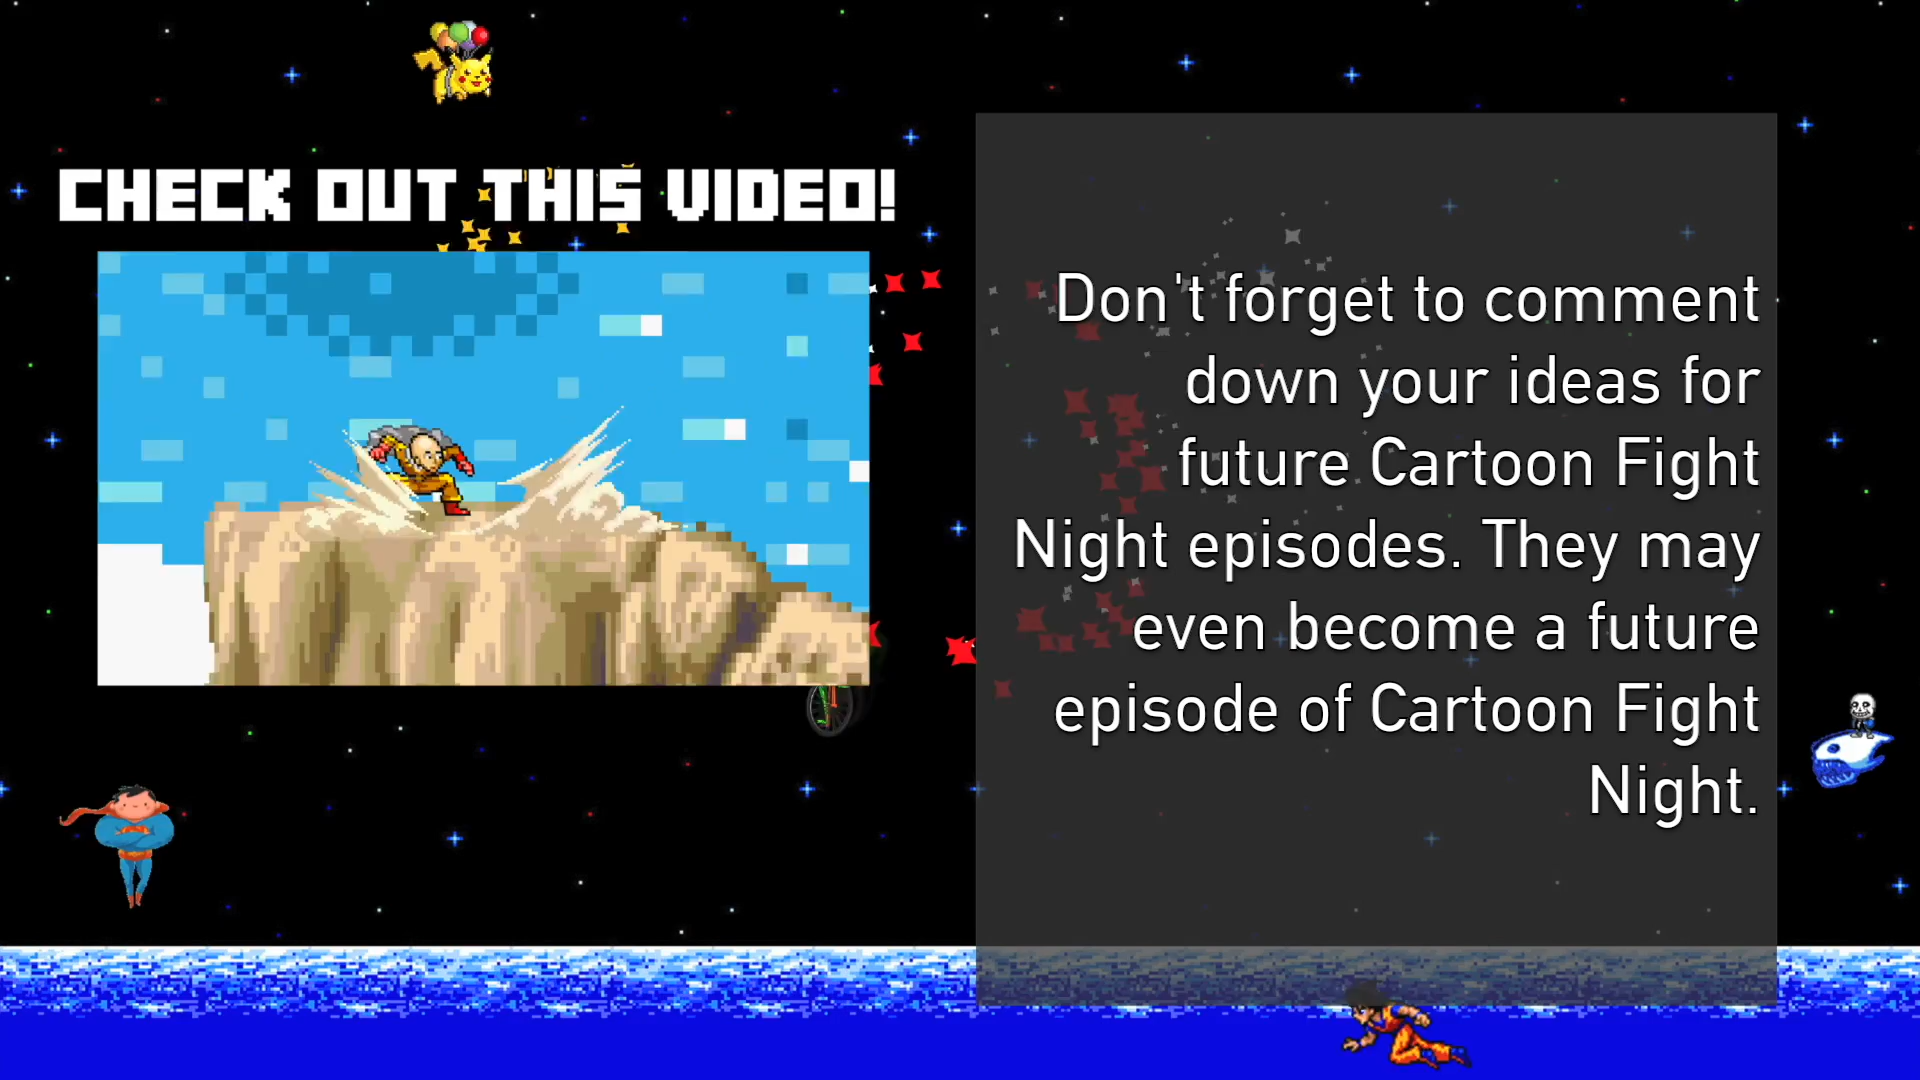 CHECK OUT THIS VIDEO!
Don't forget to comment
down your ideas for
future Cartoon Fight
Night episodes. They may
even become a future
episode of Cartoon Fight
Night.